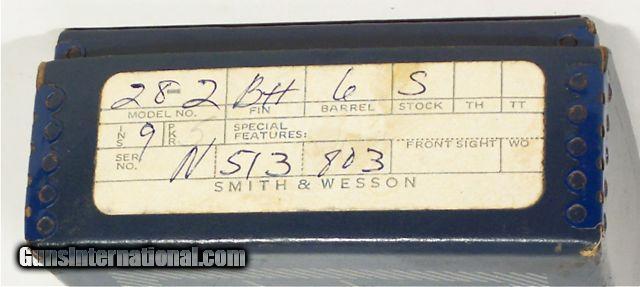 28-2 BH 6 S
MODEL NO. FIN BARREL STOCK TH TT
INS 9 PKR 5 SPECIAL FEATURES: FRONT SIGHT WO
SER. NO. N 513 803
SMITH & WESSON
GunsInternational.com